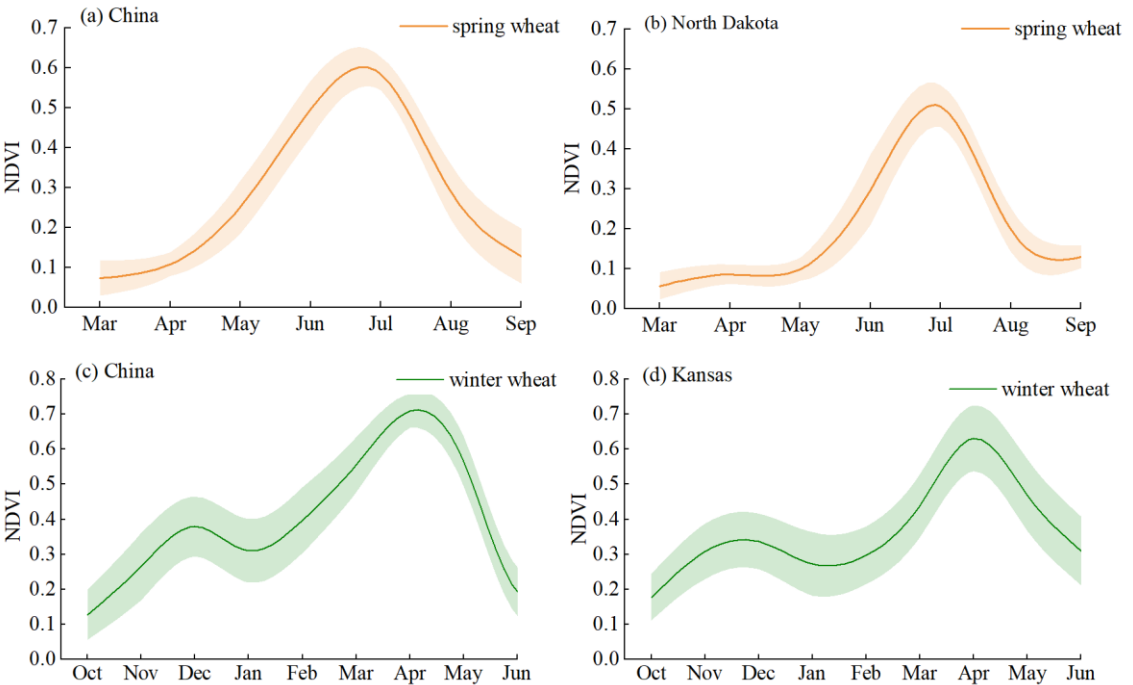 (a) China
spring wheat
NDVI
0.7
0.6
0.5
0.4
0.3
0.2
0.1
0.0
Mar Apr May Jun Jul Aug Sep
(b) North Dakota
spring wheat
NDVI
0.7
0.6
0.5
0.4
0.3
0.2
0.1
0.0
Mar Apr May Jun Jul Aug Sep
(c) China
winter wheat
NDVI
0.8
0.7
0.6
0.5
0.4
0.3
0.2
0.1
0.0
Oct Nov Dec Jan Feb Mar Apr May Jun
(d) Kansas
winter wheat
NDVI
0.8
0.7
0.6
0.5
0.4
0.3
0.2
0.1
0.0
Oct Nov Dec Jan Feb Mar Apr May Jun